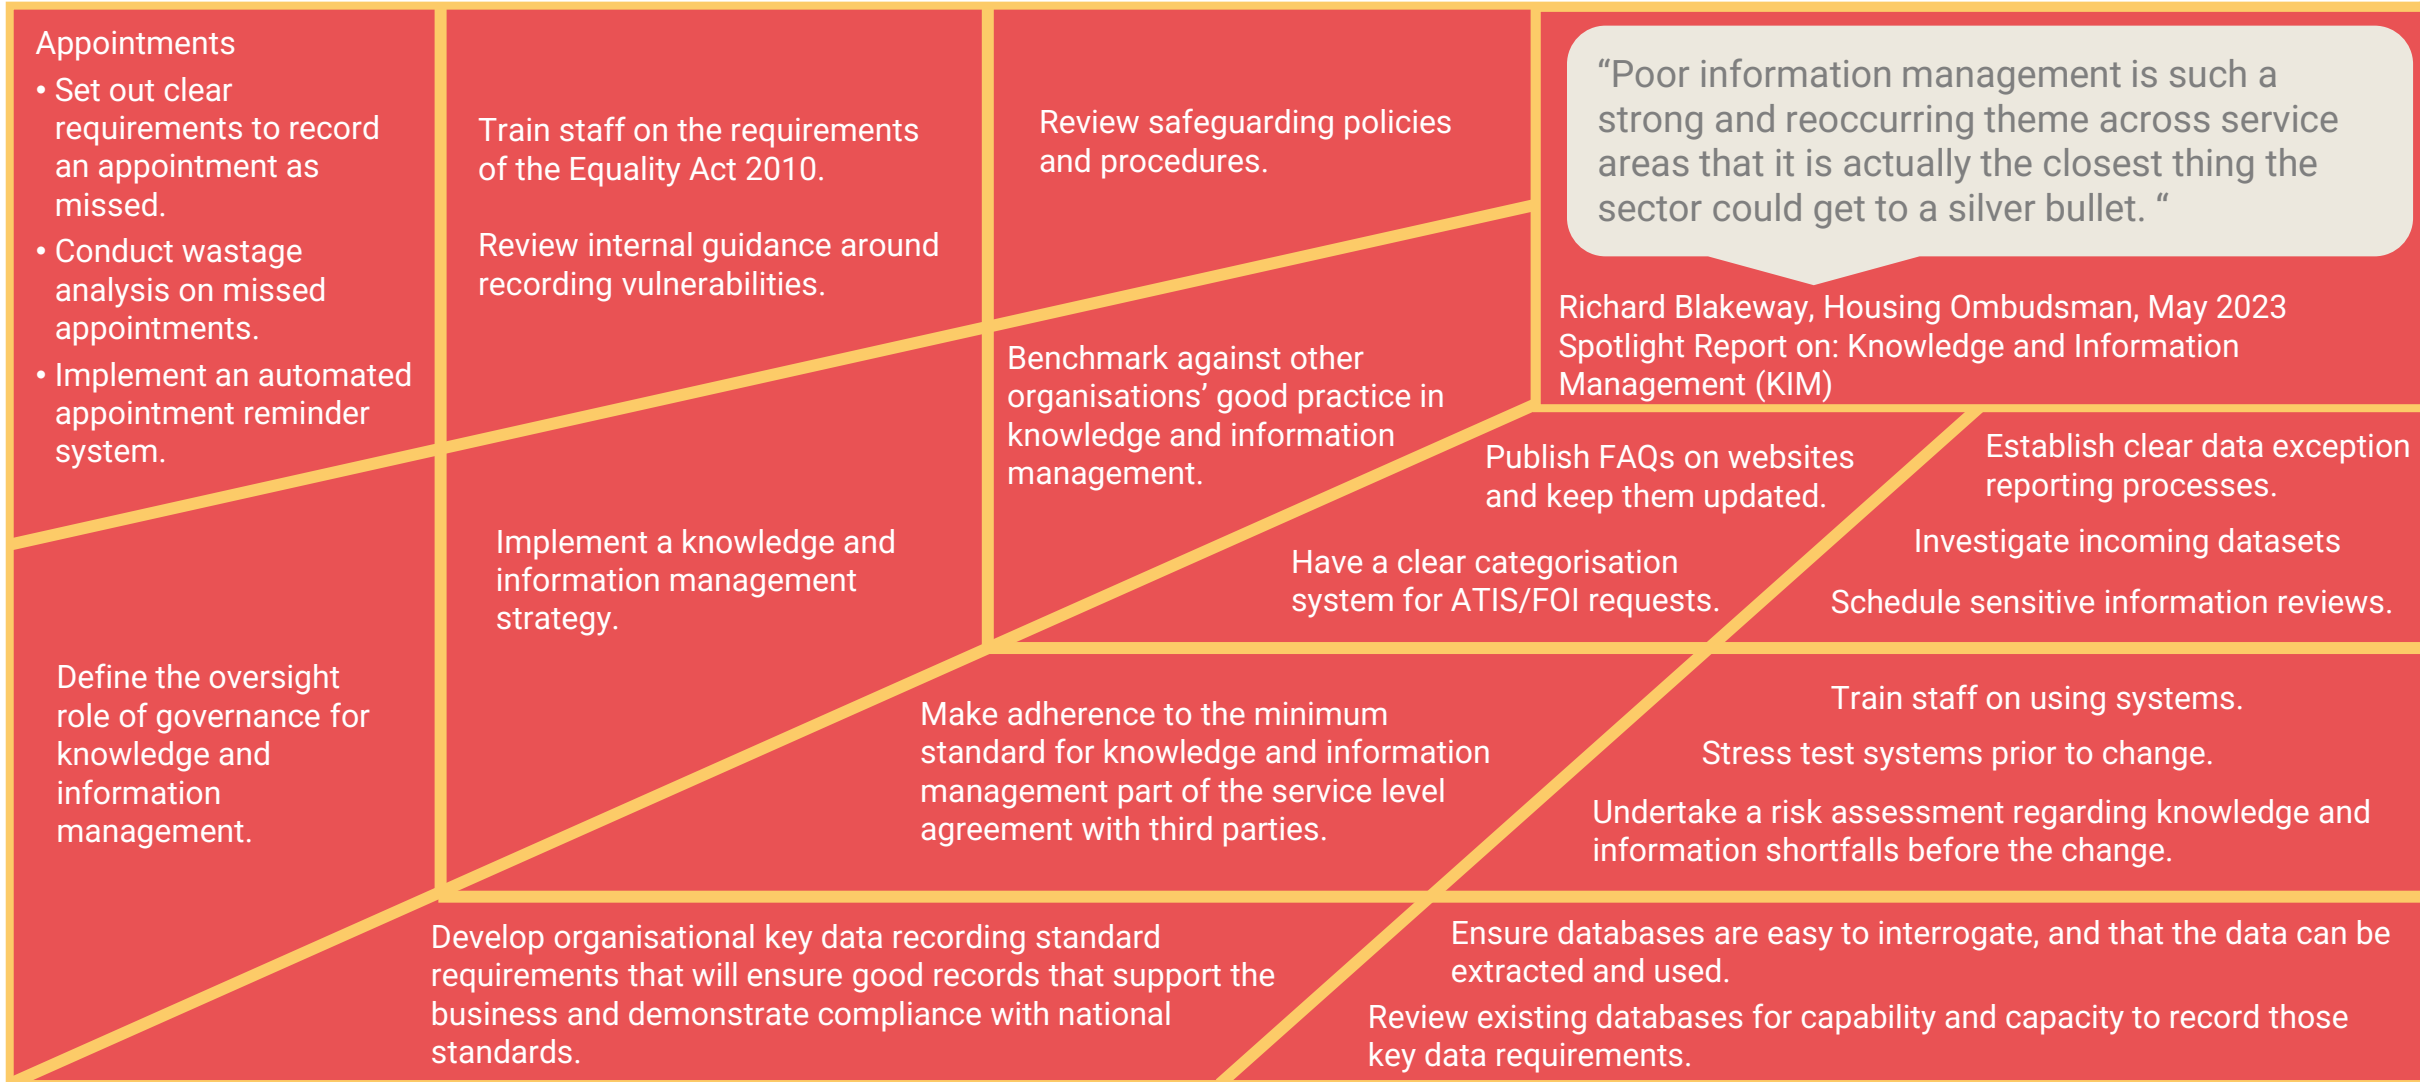 Appointments
• Set out clear
requirements to record
an appointment as
missed.
• Conduct wastage
analysis on missed
appointments.
• Implement an automated
appointment reminder
system.
Train staff on the requirements
of the Equality Act 2010.
Review internal guidance around
recording vulnerabilities.
Review safeguarding policies
and procedures.
“Poor information management is such a
strong and reoccurring theme across service
areas that it is actually the closest thing the
sector could get to a silver bullet. “
Richard Blakeway, Housing Ombudsman, May 2023
Spotlight Report on: Knowledge and Information
Management (KIM)
Define the oversight
role of governance for
knowledge and
information
management.
Implement a knowledge and
information management
strategy.
Benchmark against other
organisations’ good practice in
knowledge and information
management.
Publish FAQs on websites
and keep them updated.
Have a clear categorisation
system for ATIS/FOI requests.
Establish clear data exception
reporting processes.
Investigate incoming datasets
Schedule sensitive information reviews.
Make adherence to the minimum
standard for knowledge and information
management part of the service level
agreement with third parties.
Train staff on using systems.
Stress test systems prior to change.
Undertake a risk assessment regarding knowledge and
information shortfalls before the change.
Develop organisational key data recording standard
requirements that will ensure good records that support the
business and demonstrate compliance with national
standards.
Ensure databases are easy to interrogate, and that the data can be
extracted and used.
Review existing databases for capability and capacity to record those
key data requirements.